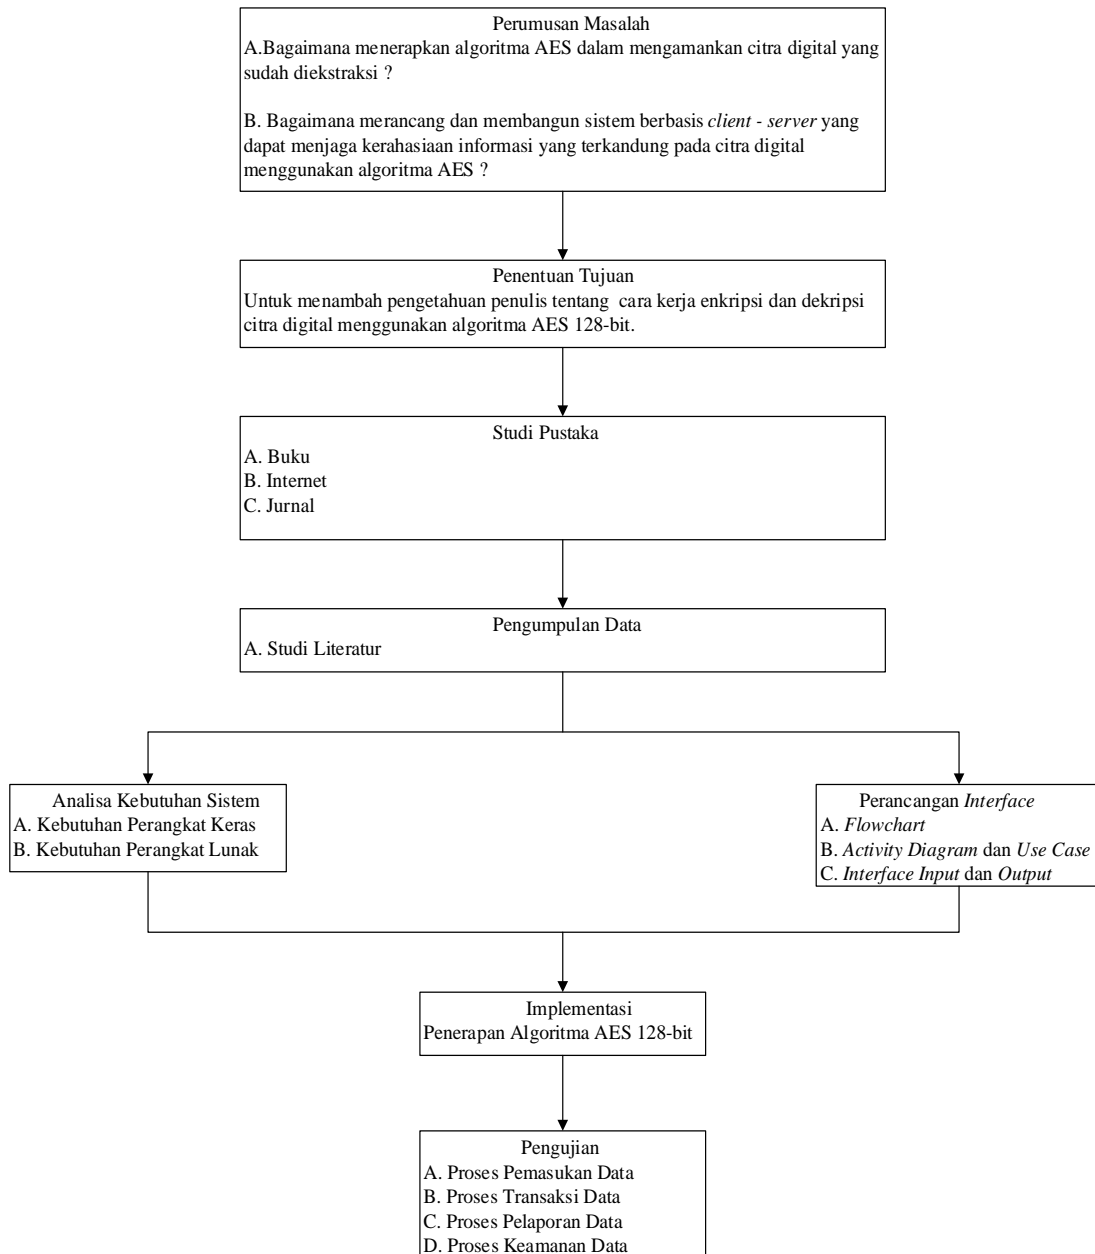 Perumusan Masalah
A.Bagaimana menerapkan algoritma AES dalam mengamankan citra digital yang
sudah diekstraksi ?
B. Bagaimana merancang dan membangun sistem berbasis client - server yang
dapat menjaga kerahasiaan informasi yang terkandung pada citra digital
menggunakan algoritma AES ?
Penentuan Tujuan
Untuk menambah pengetahuan penulis tentang cara kerja enkripsi dan dekripsi
citra digital menggunakan algoritma AES 128-bit.
Studi Pustaka
A. Buku
B. Internet
C. Jurnal
Pengumpulan Data
A. Studi Literatur
Analisa Kebutuhan Sistem
A. Kebutuhan Perangkat Keras
B. Kebutuhan Perangkat Lunak
Perancangan Interface
A. Flowchart
B. Activity Diagram dan Use Case
C. Interface Input dan Output
Implementasi
Penerapan Algoritma AES 128-bit
Pengujian
A. Proses Pemasukan Data
B. Proses Transaksi Data
C. Proses Pelaporan Data
D. Proses Keamanan Data